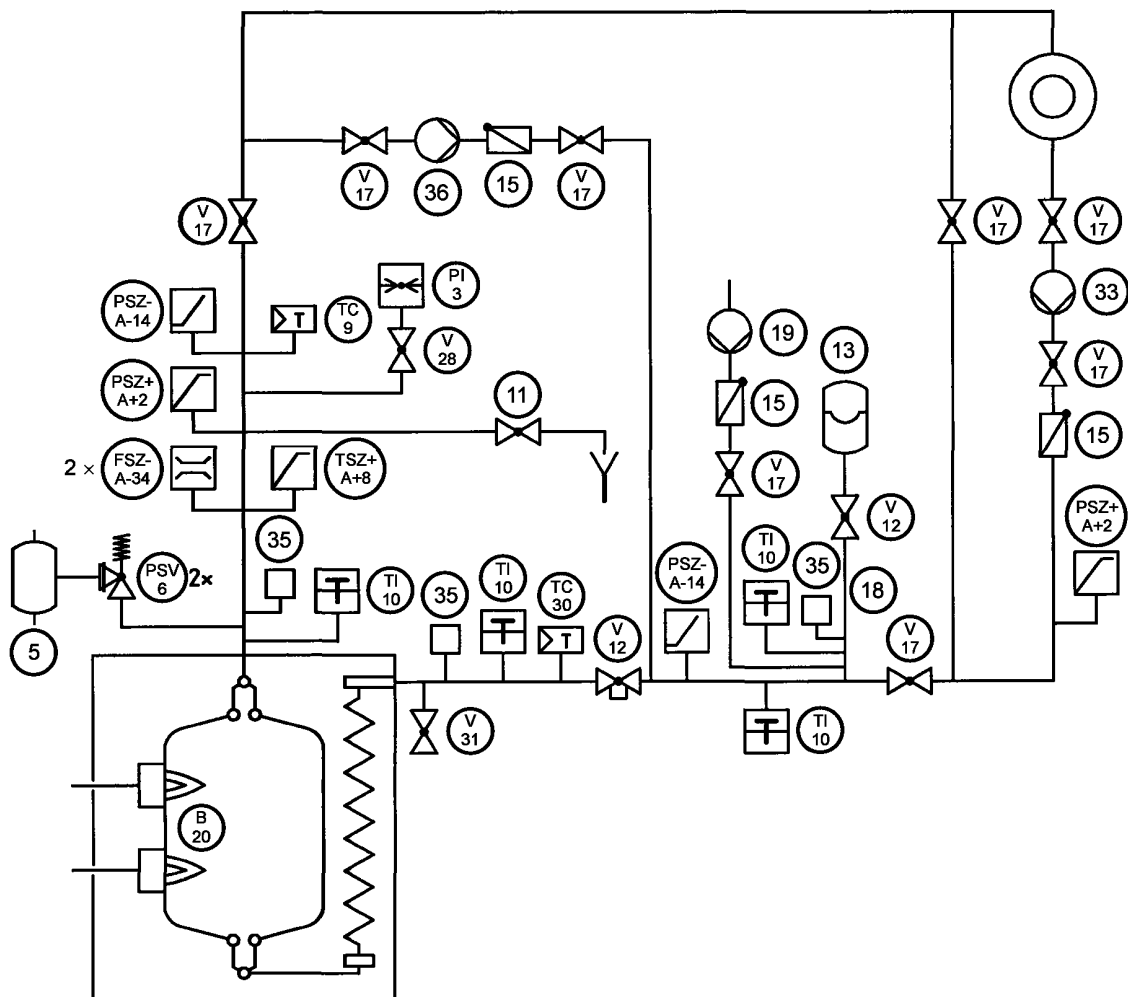 V
17
36
15
V
17
V
17
V
17
V
17
PSZ-
A-14
T
TC
9
PI
3
V
28
19
13
33
PSZ+
A+2
11
15
V
17
15
2 ×
FSZ-
A-34
TSZ+
A+8
V
17
V
12
PSZ+
A+2
35
PSV
6
2×
T
TI
10
35
TI
10
T
TC
30
T
V
12
PSZ-
A-14
TI
10
T
35
18
V
17
5
V
31
T
TI
10
B
20